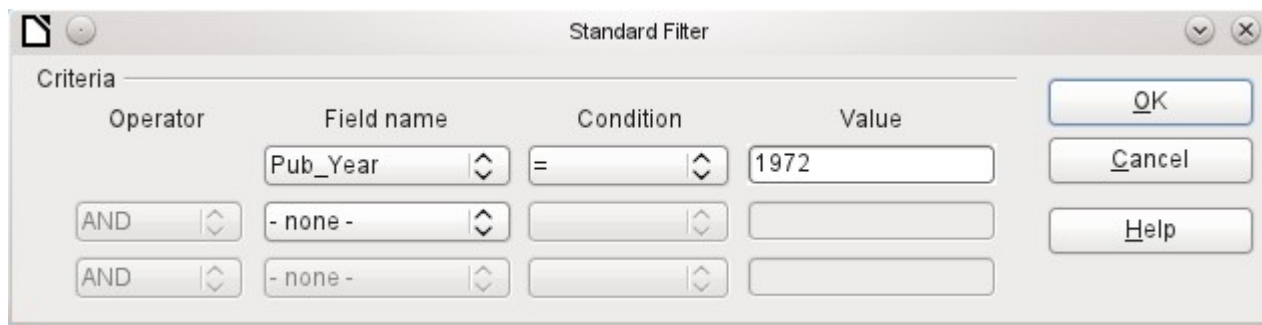 Standard Filter
Criteria
Operator Field name Condition Value
Pub_Year = 1972
AND - none -
AND - none -
OK
Cancel
Help